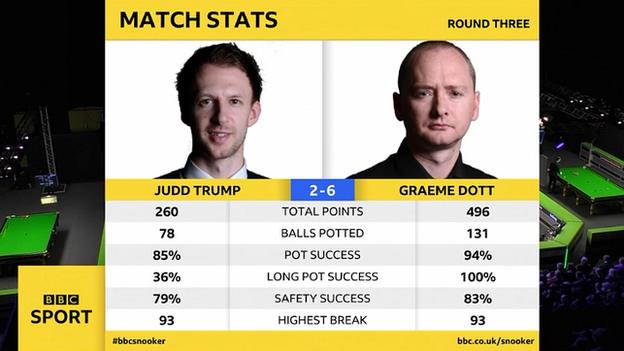 MATCH STATS
ROUND THREE
JUDD TRUMP 2-6 GRAEME DOTT
260 TOTAL POINTS 496
78 BALLS POTTED 131
85% POT SUCCESS 94%
36% LONG POT SUCCESS 100%
79% SAFETY SUCCESS 83%
93 HIGHEST BREAK 93
BBC
SPORT
#bbcsnooker
bbc.co.uk/snooker